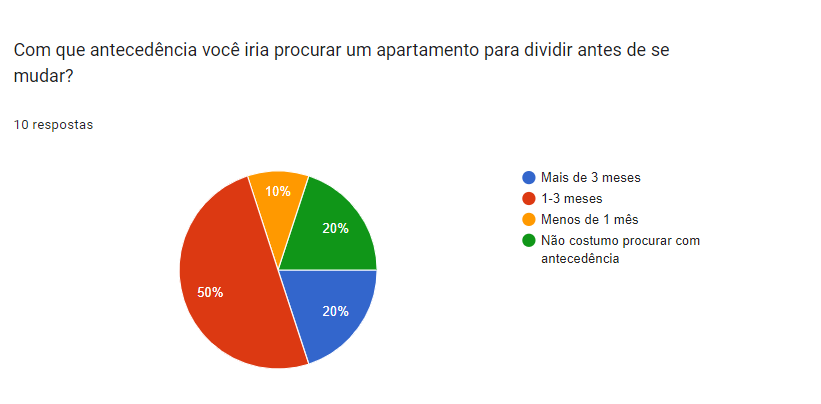 Com que antecedência você iria procurar um apartamento para dividir antes de se
mudar?
10 respostas
10%
20%
50%
20%
Mais de 3 meses
1-3 meses
Menos de 1 mês
Não costumo procurar com
antecedência